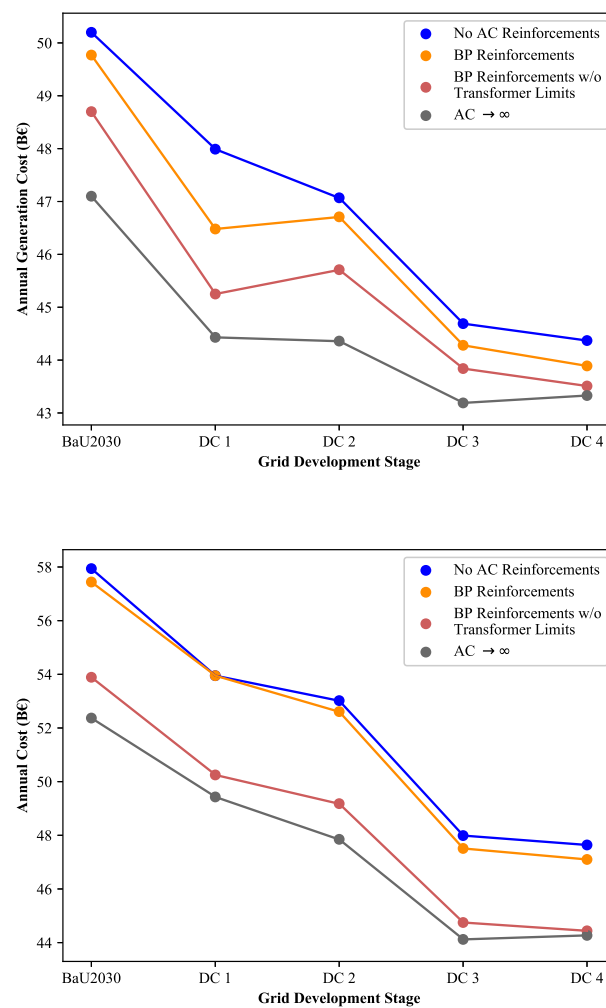 No AC Reinforcements
BP Reinforcements
BP Reinforcements w/o
Transformer Limits
AC → ∞
50
49
48
47
46
45
44
43
Annual Generation Cost (B€)
BaU2030 DC 1 DC 2 DC 3 DC 4
Grid Development Stage
No AC Reinforcements
BP Reinforcements
BP Reinforcements w/o
Transformer Limits
AC → ∞
58
56
54
52
50
48
46
44
Annual Cost (B€)
BaU2030 DC 1 DC 2 DC 3 DC 4
Grid Development Stage